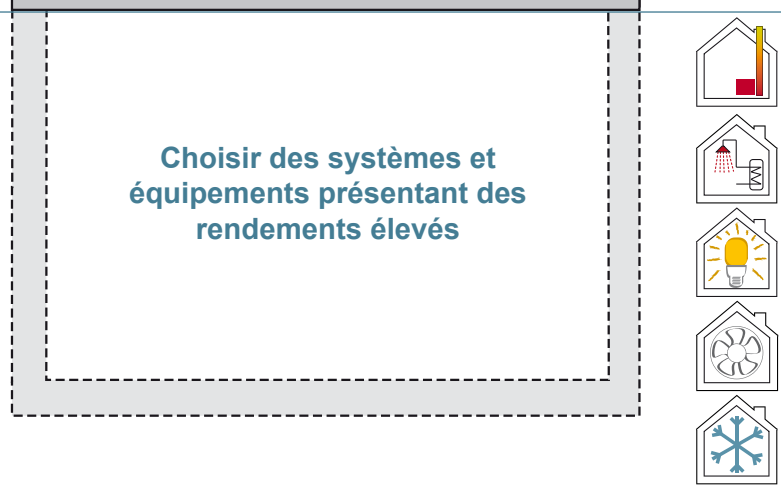 Choisir des systèmes et
équipements présentant des
rendements élevés